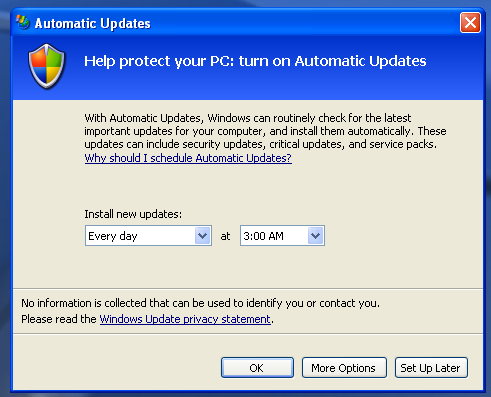 Automatic Updates
Help protect your PC: turn on Automatic Updates
With Automatic Updates, Windows can routinely check for the latest
important updates for your computer, and install them automatically. These
updates can include security updates, critical updates, and service packs.
Why should I schedule Automatic Updates?
Install new updates:
Every day at 3:00 AM
No information is collected that can be used to identify you or contact you.
Please read the Windows Update privacy statement.
OK More Options Set Up Later